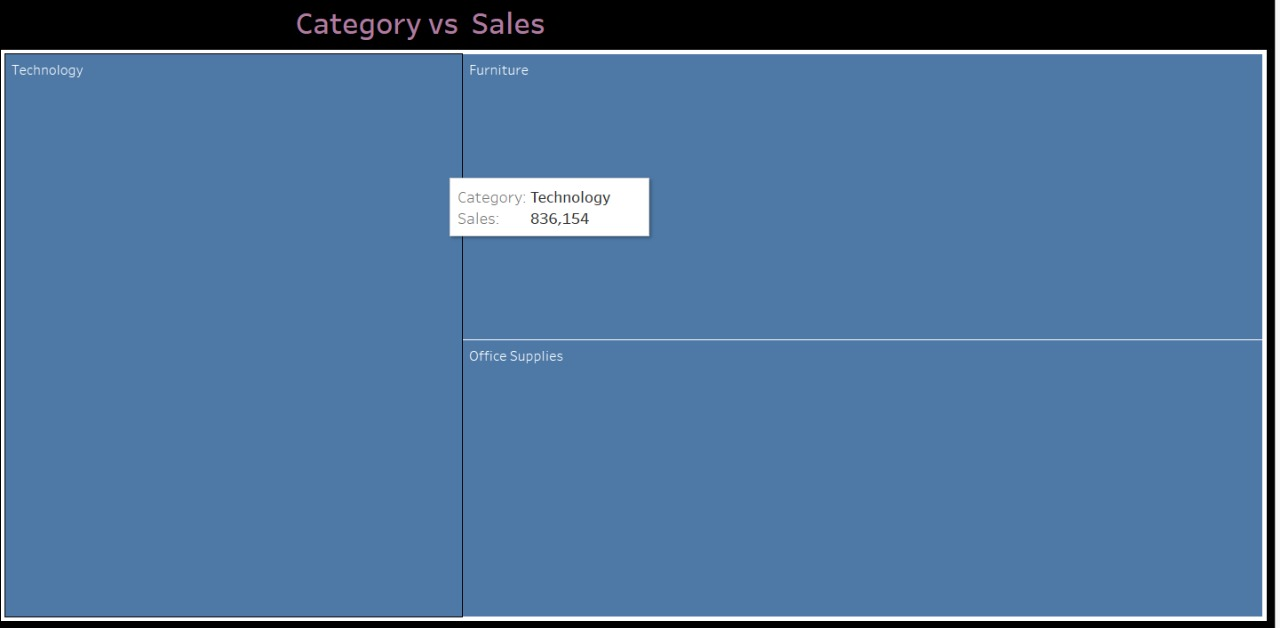 Category vs Sales
Technology
Furniture
Category: Technology
Sales: 836,154
Office Supplies